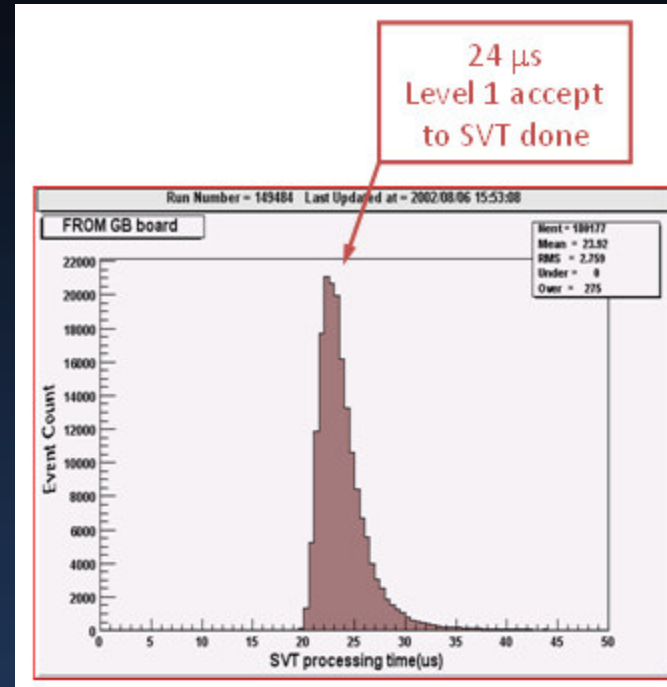 24 μs
Level 1 accept
to SVT done
Run Number = 149484 Last Updated at = 2002/08/06 15:53:08
FROM GB board
Nent = 180177
Mean = 23.92
RMS = 2.759
Under = 0
Over = 275
22000
20000
18000
16000
14000
12000
10000
8000
6000
4000
2000
0
Event Count
0 5 10 15 20 25 30 35 40 45 50
SVT processing time(us)